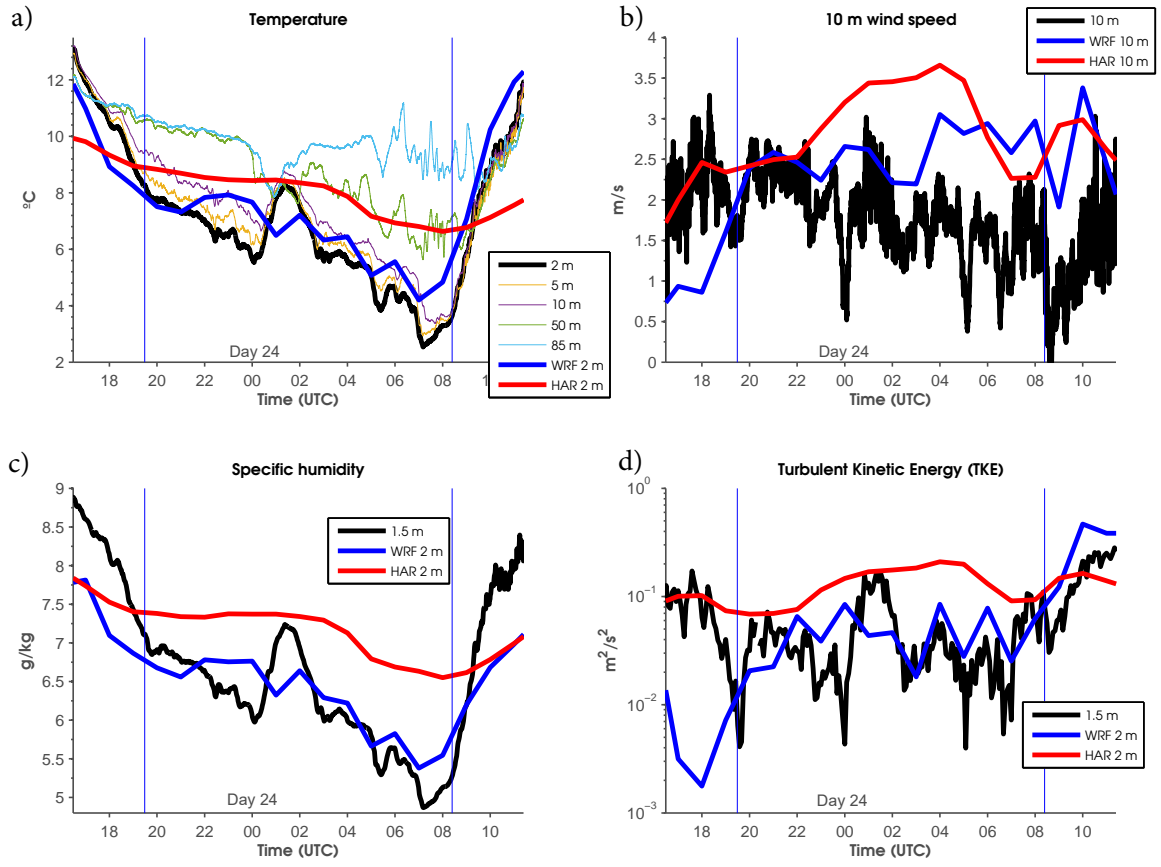 a)
Temperature
12
10
8
6
4
2
ºC
18
20
22
00
02
04
06
08
1
Day 24
Time (UTC)
2 m
5 m
10 m
50 m
85 m
WRF 2 m
HAR 2 m
b)
10 m wind speed
4
3.5
3
2.5
2
1.5
1
0.5
0
m/s
18
20
22
00
02
04
06
08
10
Day 24
Time (UTC)
10 m
WRF 10 m
HAR 10 m
c)
Specific humidity
9
8.5
8
7.5
7
6.5
6
5.5
5
g/kg
18
20
22
00
02
04
06
08
10
Day 24
Time (UTC)
1.5 m
WRF 2 m
HAR 2 m
d)
Turbulent Kinetic Energy (TKE)
10⁰
10⁻¹
10⁻²
10⁻³
m²/s²
18
20
22
00
02
04
06
08
10
Day 24
Time (UTC)
1.5 m
WRF 2 m
HAR 2 m